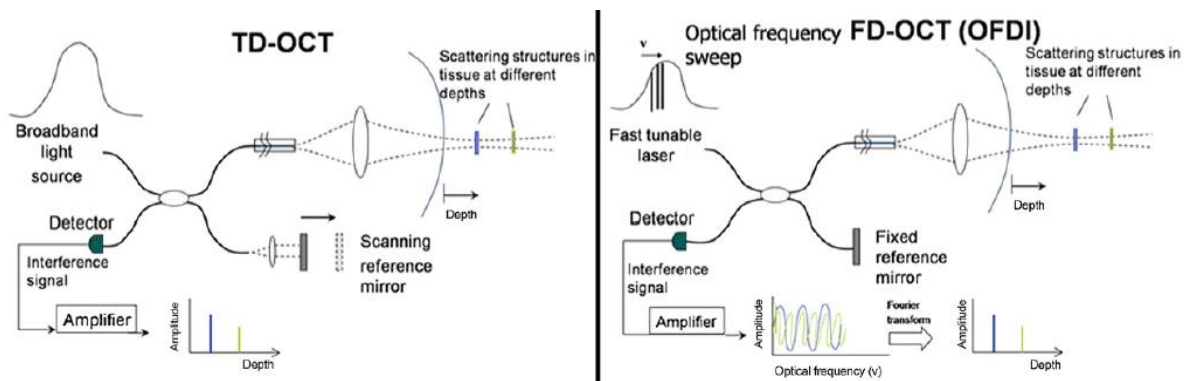 TD-OCT
Scattering structures in
tissue at different
depths
Broadband
light
source
Depth
Detector
Interference
signal
Scanning
reference
mirror
Amplifier
Amplitude
Depth
Optical frequency FD-OCT (OFDI)
sweep
v
Scattering structures in
tissue at different
depths
Fast tunable
laser
Depth
Detector
Interference
signal
Fixed
reference
mirror
Amplifier
Amplitude
Optical frequency (v)
Fourier
transform
Amplitude
Depth